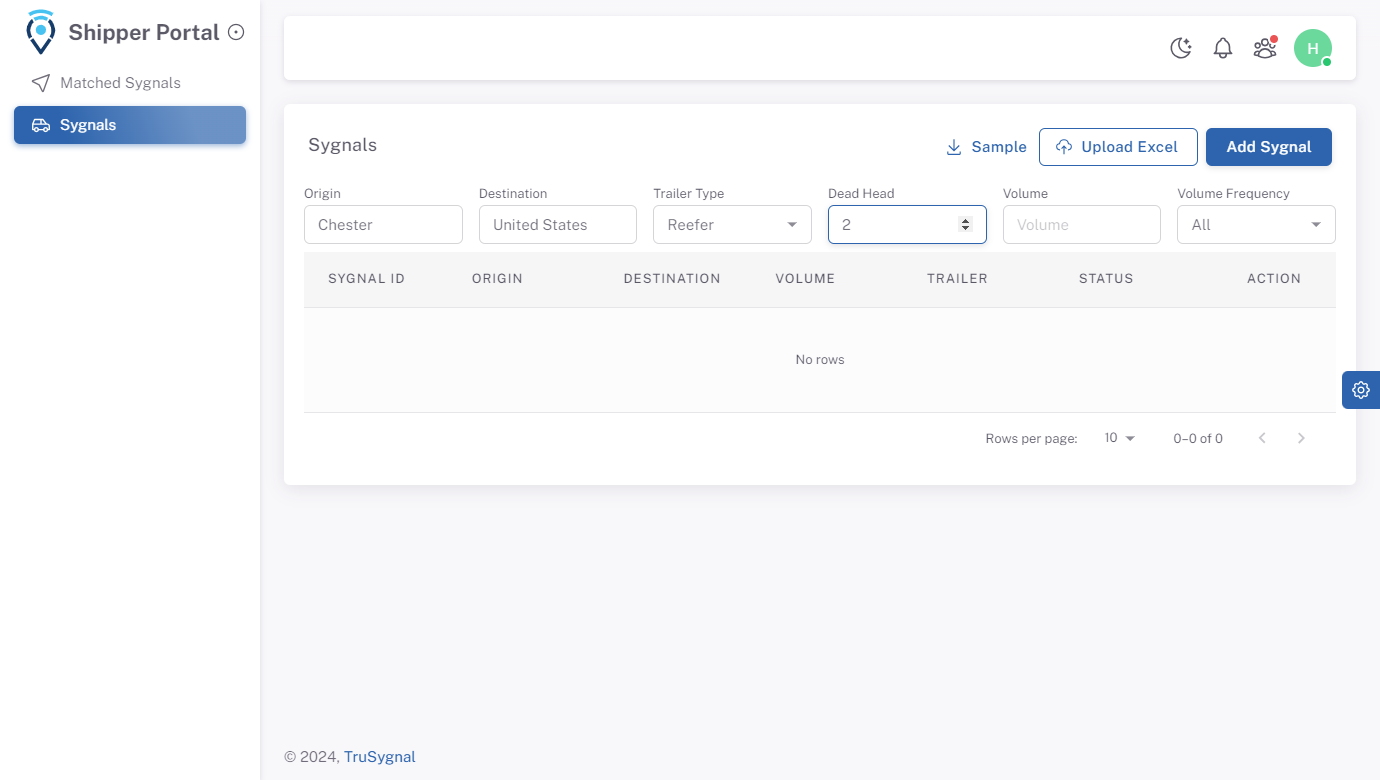 Shipper Portal
Matched Sygnals
Sygnals
H
Sygnals
Sample
Upload Excel
Add Sygnal
Origin
Destination
Trailer Type
Dead Head
Volume
Volume Frequency
Chester
United States
Reefer
2
Volume
All
SYGNAL ID
ORIGIN
DESTINATION
VOLUME
TRAILER
STATUS
ACTION
No rows
Rows per page:
10
0–0 of 0
© 2024, TruSygnal